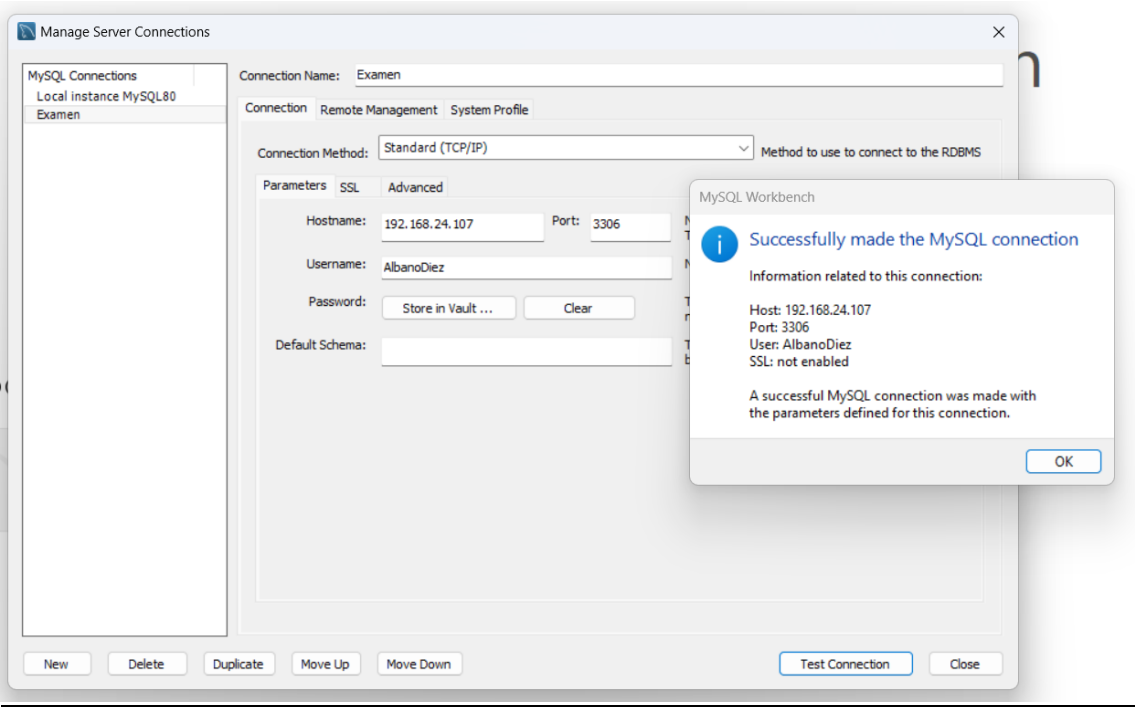 Manage Server Connections
MySQL Connections
Local instance MySQL80
Examen
Connection Name: Examen
Connection Remote Management System Profile
Connection Method: Standard (TCP/IP) Method to use to connect to the RDBMS
Parameters SSL Advanced
Hostname: 192.168.24.107 Port: 3306
Username: AlbanoDiez
Password: Store in Vault ... Clear
Default Schema:
MySQL Workbench
Successfully made the MySQL connection
Information related to this connection:
Host: 192.168.24.107
Port: 3306
User: AlbanoDiez
SSL: not enabled
A successful MySQL connection was made with
the parameters defined for this connection.
OK
New Delete Duplicate Move Up Move Down Test Connection Close